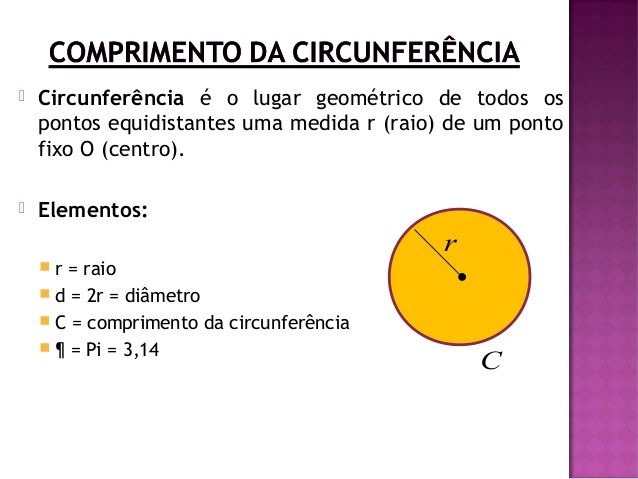 COMPRIMENTO DA CIRCUNFERÊNCIA
Circunferência é o lugar geométrico de todos os
pontos equidistantes uma medida r (raio) de um ponto
fixo O (centro).
Elementos:
r = raio
d = 2r = diâmetro
C = comprimento da circunferência
¶ = Pi = 3,14
r
C